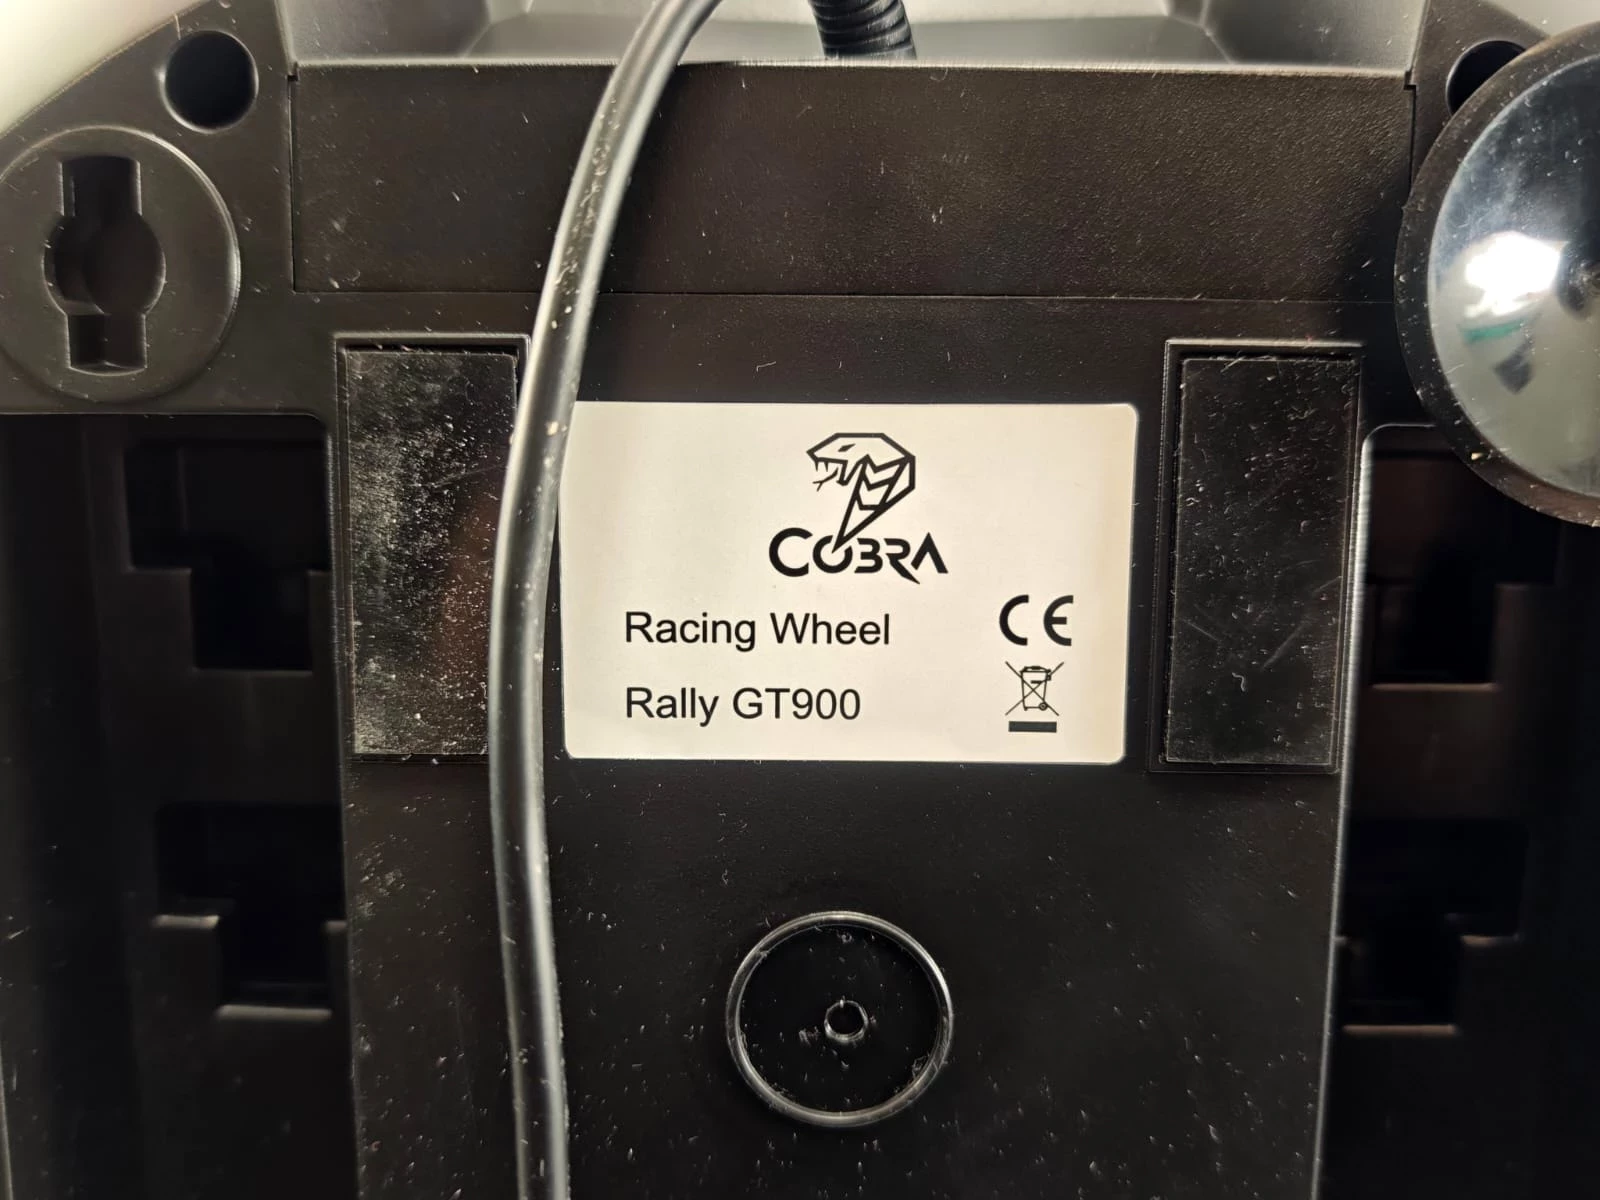 COBRA
Racing Wheel
CE
Rally GT900